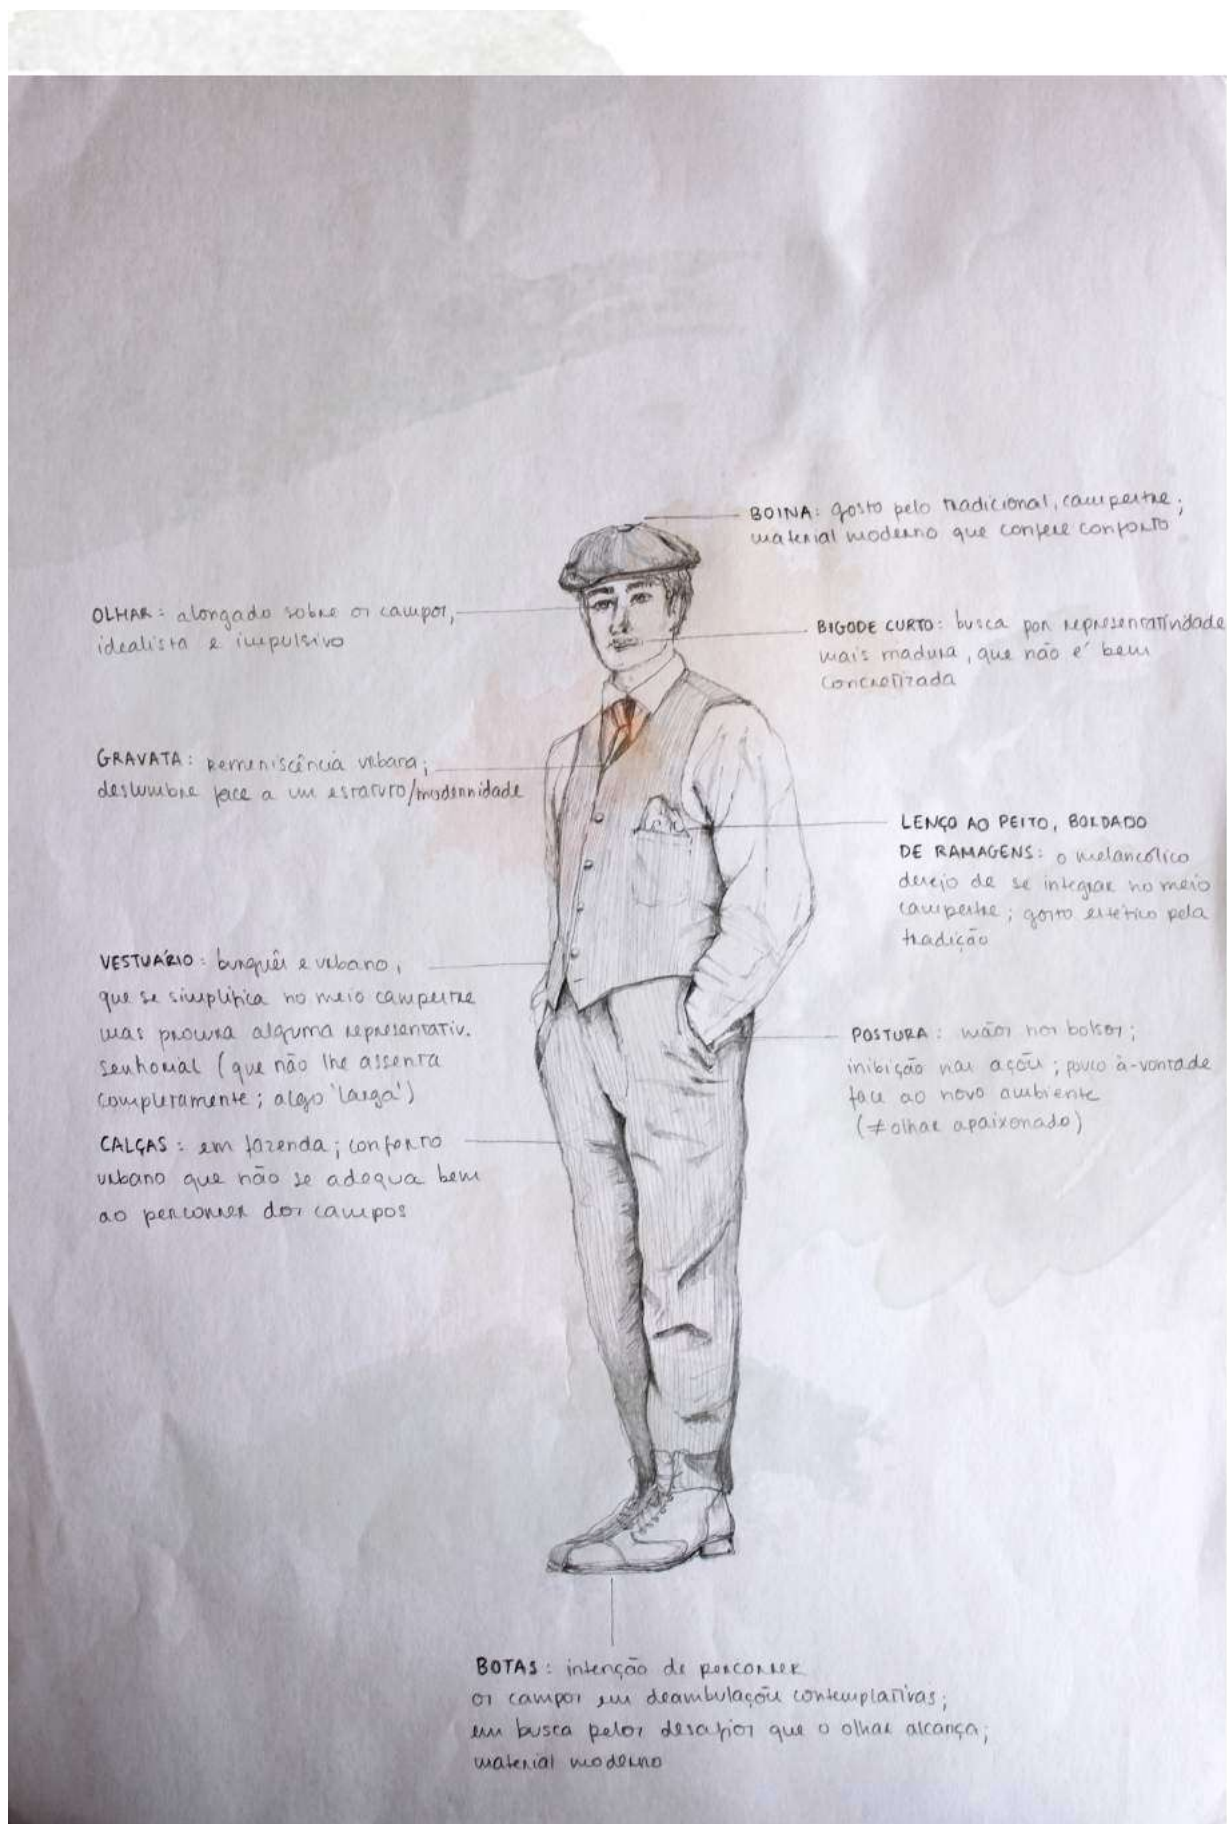 BOINA: gosto pelo tradicional, campestre;
material moderno que confere conforto
OLHAR: alongado sobre os campos,
idealista e impulsivo
BIGODE CURTO: busca por representatividade
mais madura, que não é bem
concretizada
GRAVATA: reminiscência urbana;
deslumbre face a um estatuto/modernidade
LENÇO AO PEITO, BORDADO
DE RAMAGENS: o melancólico
desejo de se integrar no meio
campestre; gosto estético pela
tradição
VESTUÁRIO: burguês e urbano,
que se simplifica no meio campestre
mas procura alguma representativ.
senhorial (que não lhe assenta
completamente; algo 'larga')
POSTURA: mãos nos bolsos;
inibição nas ações; pouco à-vontade
face ao novo ambiente
(≠olhar apaixonado)
CALÇAS: em fazenda; conforto
urbano que não se adequa bem
ao percorrer dos campos
BOTAS: intenção de percorrer
os campos em deambulações contemplativas;
em busca pelos desafios que o olhar alcança;
material moderno